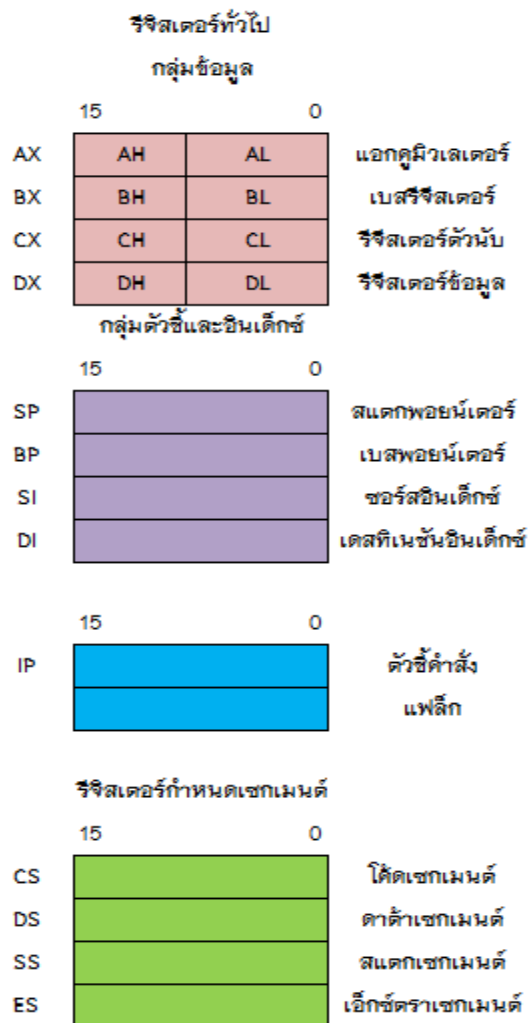 รีจิสเตอร์ทั่วไป
กลุ่มข้อมูล
15 0
AX AH AL แอกคูมิวเลเตอร์
BX BH BL เบสรีจีสเตอร์
CX CH CL รีจีสเตอร์ตัวนับ
DX DH DL รีจีสเตอร์ข้อมูล
กลุ่มตัวชี้และอินเด็กซ์
15 0
SP สแตกพอยน์เตอร์
BP เบสพอยน์เตอร์
SI ซอร์สอินเด็กซ์
DI เดสทิเนชันอินเด็กซ์
15 0
IP ตัวชี้คำสั่ง
แฟล็ก
รีจิสเตอร์กำหนดเซกเมนต์
15 0
CS โค้ดเซกเมนต์
DS ดาต้าเซกเมนต์
SS สแตกเซกเมนต์
ES เอ็กซ์ตราเซกเมนต์